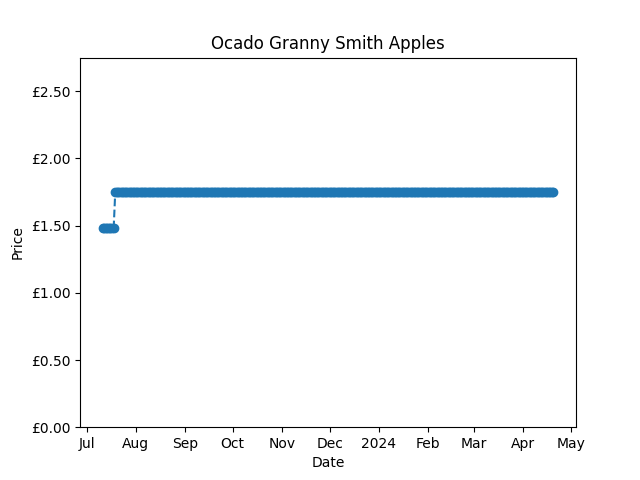 Ocado Granny Smith Apples
£2.50
£2.00
£1.50
£1.00
£0.50
£0.00
Price
Jul Aug Sep Oct Nov Dec 2024 Feb Mar Apr May
Date